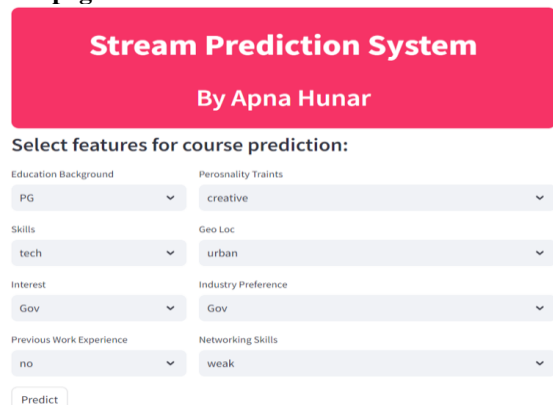 Stream Prediction System
By Apna Hunar
Select features for course prediction:
Education Background
Perosnality Traints
PG
creative
Skills
Geo Loc
tech
urban
Interest
Industry Preference
Gov
Gov
Previous Work Experience
Networking Skills
no
weak
Predict